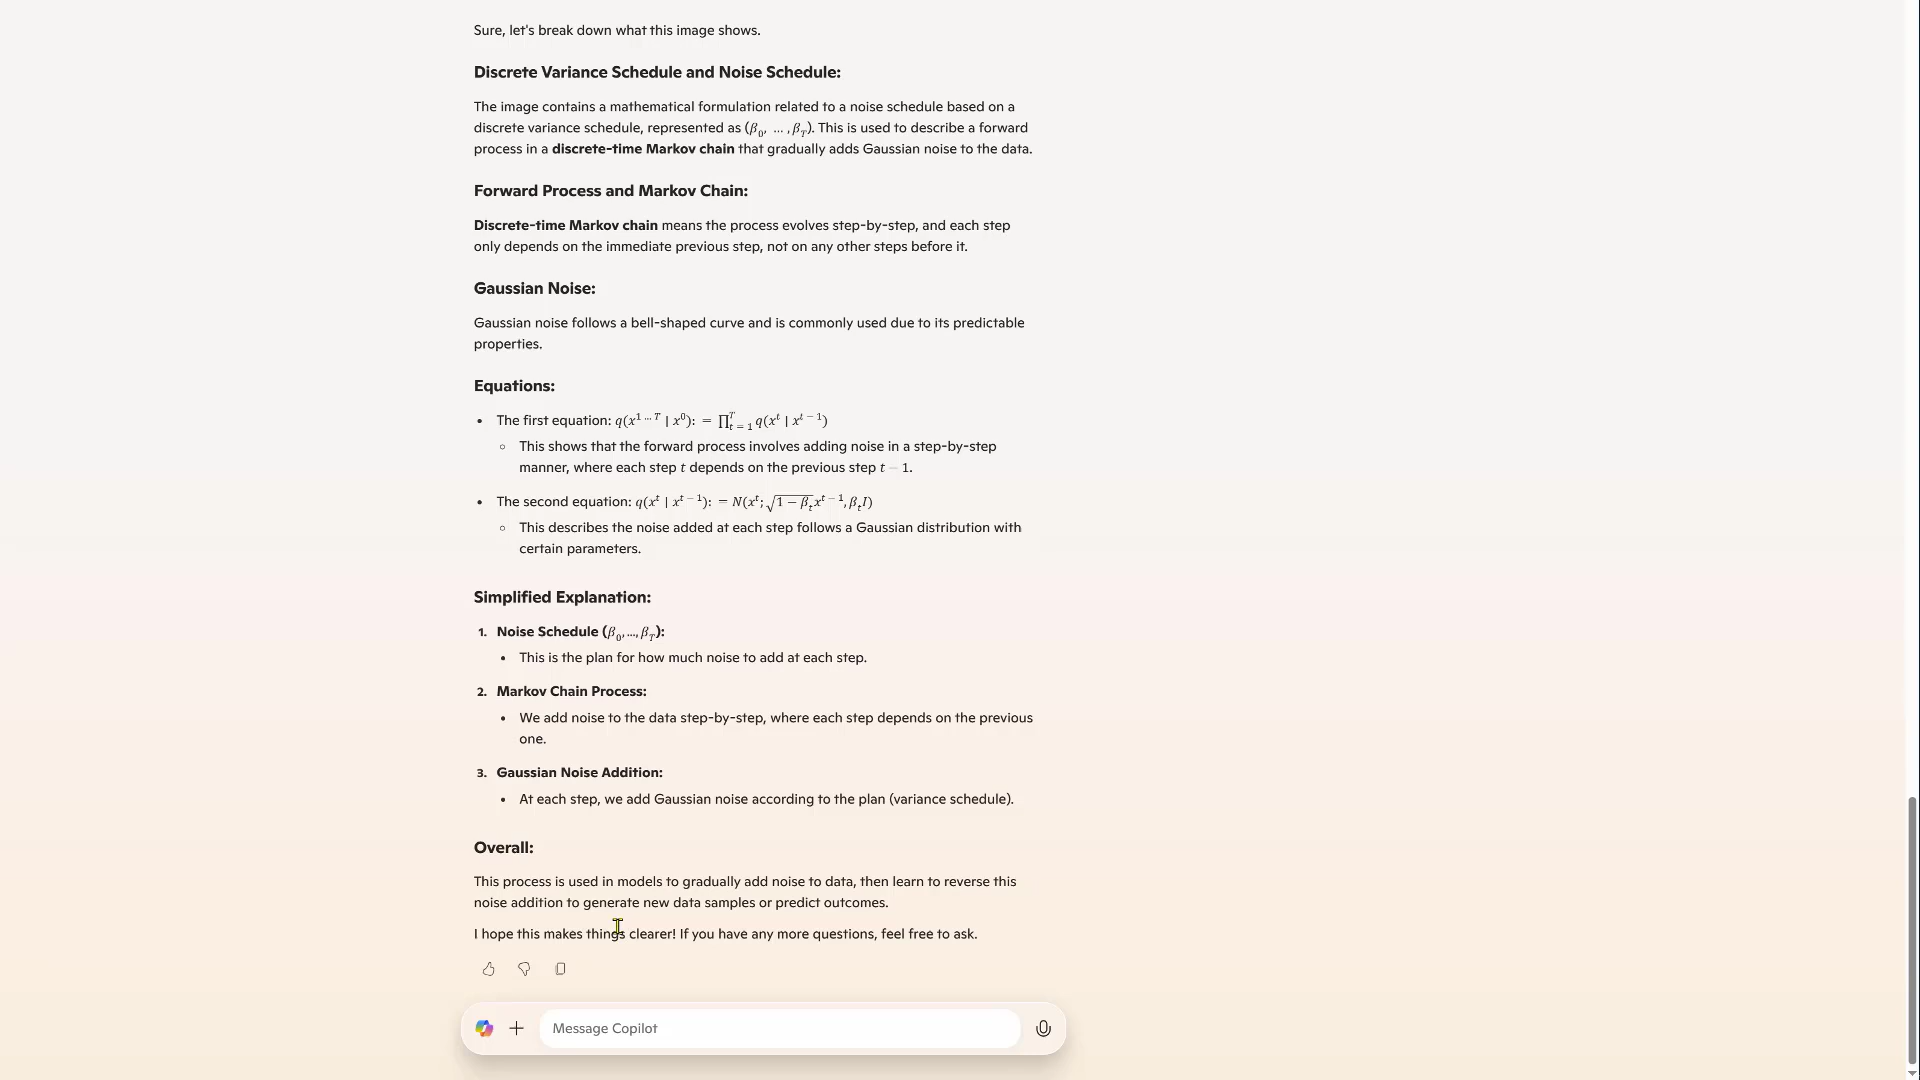 Sure, let's break down what this image shows.
Discrete Variance Schedule and Noise Schedule:
The image contains a mathematical formulation related to a noise schedule based on a
discrete variance schedule, represented as (β₀, … , β_T). This is used to describe a forward
process in a discrete-time Markov chain that gradually adds Gaussian noise to the data.
Forward Process and Markov Chain:
Discrete-time Markov chain means the process evolves step-by-step, and each step
only depends on the immediate previous step, not on any other steps before it.
Gaussian Noise:
Gaussian noise follows a bell-shaped curve and is commonly used due to its predictable
properties.
Equations:
• The first equation: q(x^{1…T} | x^0): = ∏_{t=1}^{T} q(x^t | x^{t−1})
◦ This shows that the forward process involves adding noise in a step-by-step
manner, where each step t depends on the previous step t − 1.
• The second equation: q(x^t | x^{t−1}): = N(x^t; √(1 − β_t)x^{t−1}, β_t I)
◦ This describes the noise added at each step follows a Gaussian distribution with
certain parameters.
Simplified Explanation:
1. Noise Schedule (β₀,…,β_T):
• This is the plan for how much noise to add at each step.
2. Markov Chain Process:
• We add noise to the data step-by-step, where each step depends on the previous
one.
3. Gaussian Noise Addition:
• At each step, we add Gaussian noise according to the plan (variance schedule).
Overall:
This process is used in models to gradually add noise to data, then learn to reverse this
noise addition to generate new data samples or predict outcomes.
I hope this makes things clearer! If you have any more questions, feel free to ask.
Message Copilot